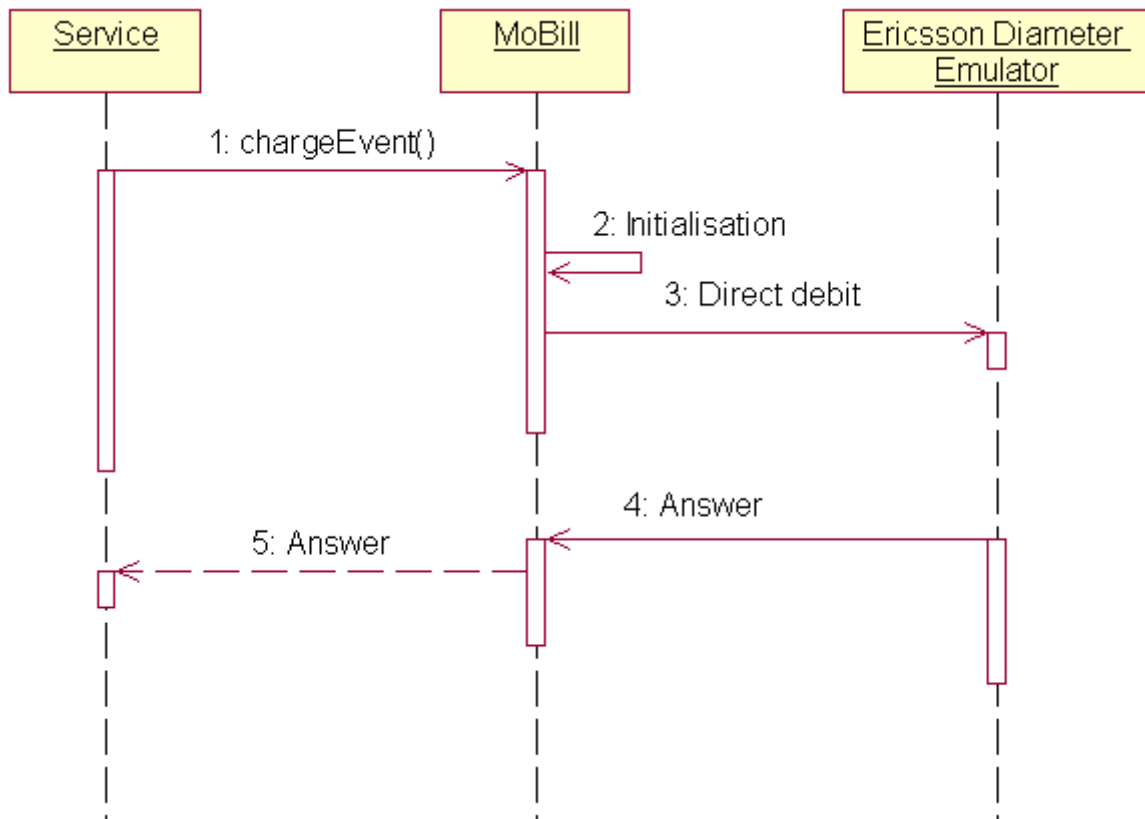 Service
MoBill
Ericsson Diameter
Emulator
1: chargeEvent()
2: Initialisation
3: Direct debit
4: Answer
5: Answer